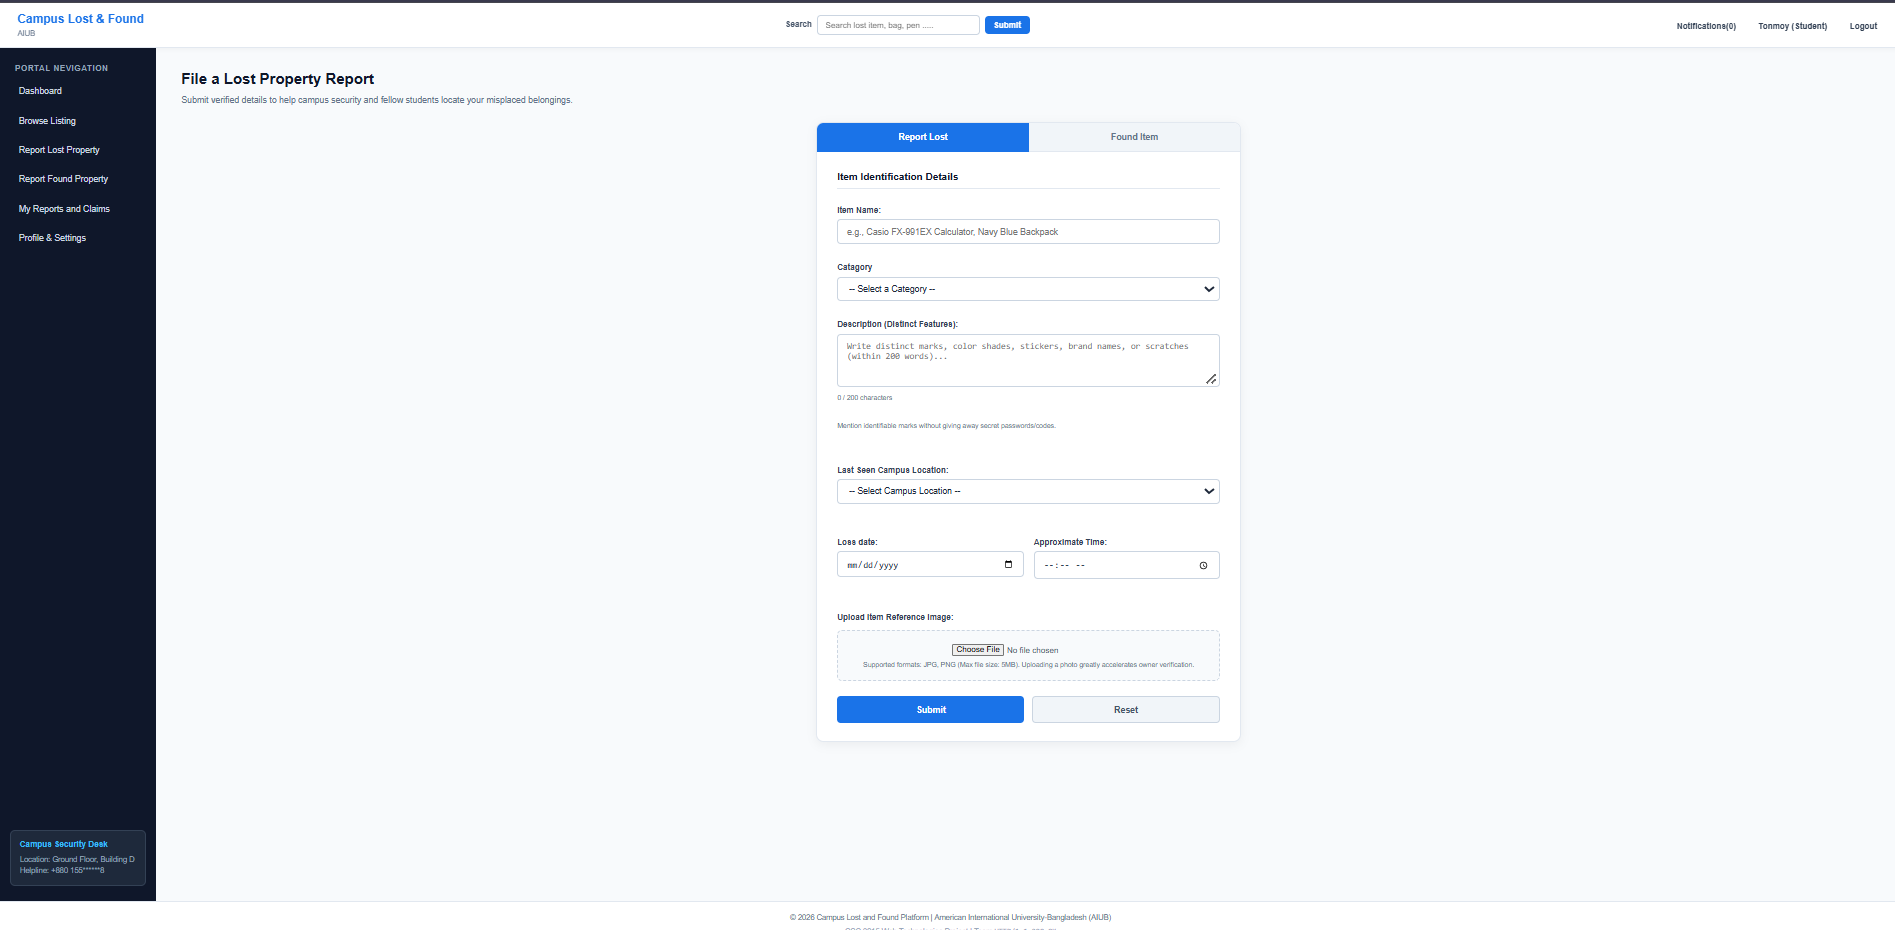 Campus Lost & Found
AIUB
Search
Search lost item, bag, pen .....
Submit
Notifications(0)
Tonmoy (Student)
Logout
PORTAL NEVIGATION
Dashboard
Browse Listing
Report Lost Property
Report Found Property
My Reports and Claims
Profile & Settings
Campus Security Desk
Location: Ground Floor, Building D
Helpline: +880 155******8
File a Lost Property Report
Submit verified details to help campus security and fellow students locate your misplaced belongings.
Report Lost
Found Item
Item Identification Details
Item Name:
e.g., Casio FX-991EX Calculator, Navy Blue Backpack
Catagory
-- Select a Category --
Description (Distinct Features):
Write distinct marks, color shades, stickers, brand names, or scratches
(within 200 words)...
0 / 200 characters
Mention identifiable marks without giving away secret passwords/codes.
Last Seen Campus Location:
-- Select Campus Location --
Loss date:
Approximate Time:
mm/dd/yyyy
--:-- --
Upload Item Reference Image:
Choose File No file chosen
Supported formats: JPG, PNG (Max file size: 5MB). Uploading a photo greatly accelerates owner verification.
Submit
Reset
© 2026 Campus Lost and Found Platform | American International University-Bangladesh (AIUB)